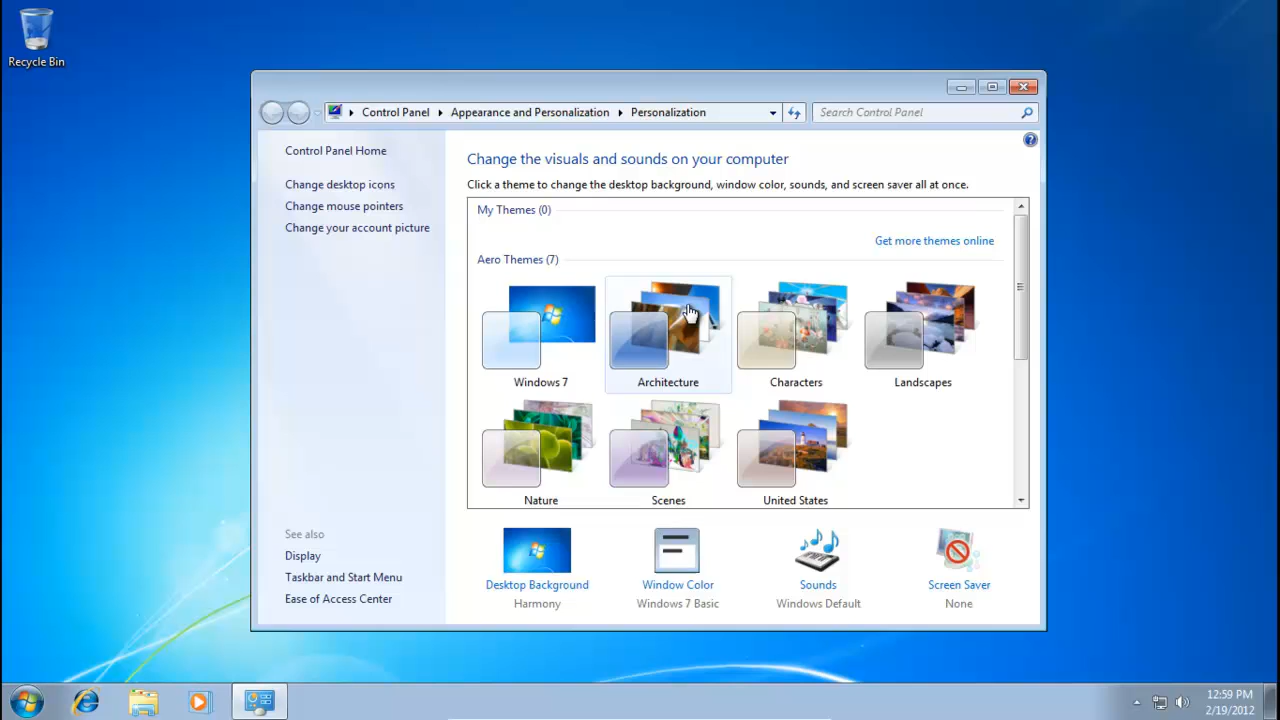 Recycle Bin
Control Panel
Appearance and Personalization
Personalization
Search Control Panel
Control Panel Home
Change desktop icons
Change mouse pointers
Change your account picture
See also
Display
Taskbar and Start Menu
Ease of Access Center
Change the visuals and sounds on your computer
Click a theme to change the desktop background, window color, sounds, and screen saver all at once.
My Themes (0)
Get more themes online
Aero Themes (7)
Windows 7
Architecture
Characters
Landscapes
Nature
Scenes
United States
Desktop Background
Harmony
Window Color
Windows 7 Basic
Sounds
Windows Default
Screen Saver
None
12:59 PM
2/19/2012